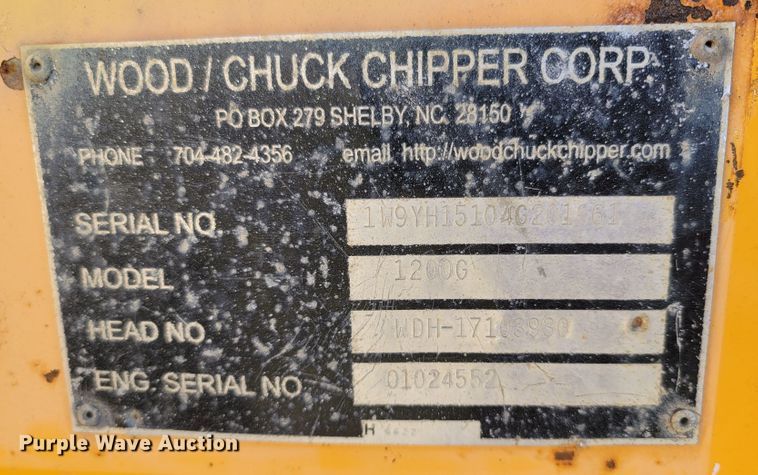 WOOD / CHUCK CHIPPER CORP.
PO BOX 279 SHELBY, NC. 28150
PHONE 704-482-4356 email http://woodchuckchipper.com
SERIAL NO.
MODEL 1200G
HEAD NO.
ENG. SERIAL NO 01024552
H
Purple Wave Auction